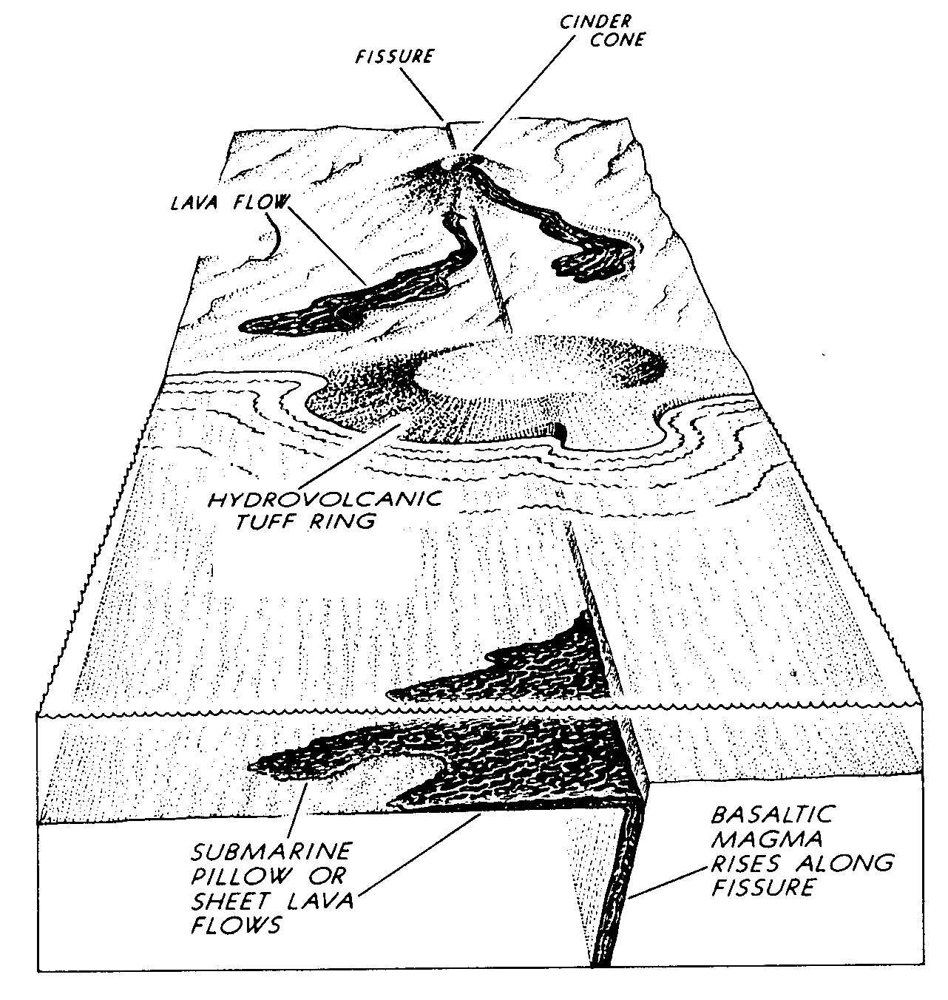 CINDER
CONE
FISSURE
LAVA FLOW
HYDROVOLCANIC
TUFF RING
SUBMARINE
PILLOW OR
SHEET LAVA
FLOWS
BASALTIC
MAGMA
RISES ALONG
FISSURE